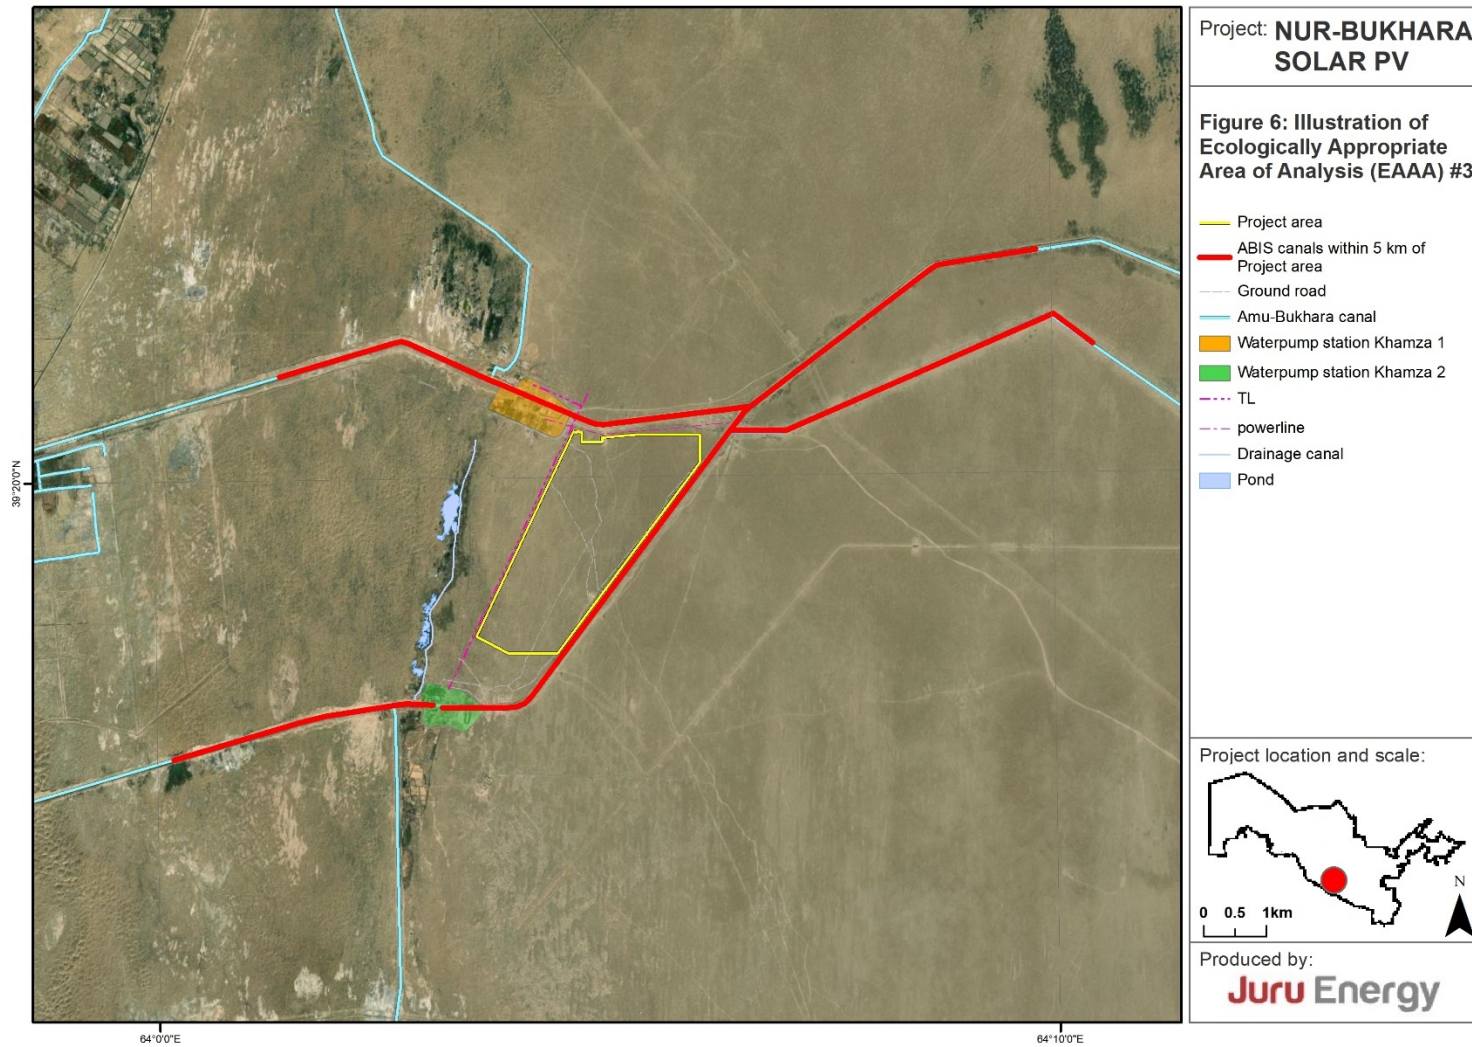 Project: NUR-BUKHARA
SOLAR PV
Figure 6: Illustration of
Ecologically Appropriate
Area of Analysis (EAAA) #3
Project area
ABIS canals within 5 km of
Project area
Ground road
Amu-Bukhara canal
Waterpump station Khamza 1
Waterpump station Khamza 2
TL
powerline
Drainage canal
Pond
39°20'0"N
Project location and scale:
N
0 0.5 1km
Produced by:
Juru Energy
64°0'0"E
64°10'0"E